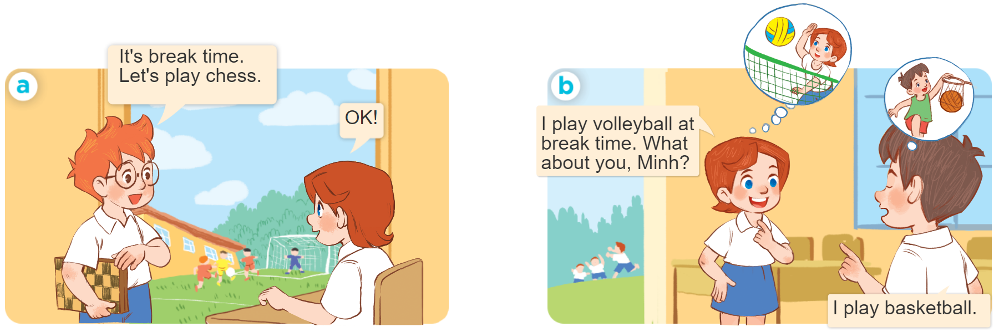 a
It's break time.
Let's play chess.
OK!
b
I play volleyball at
break time. What
about you, Minh?
I play basketball.